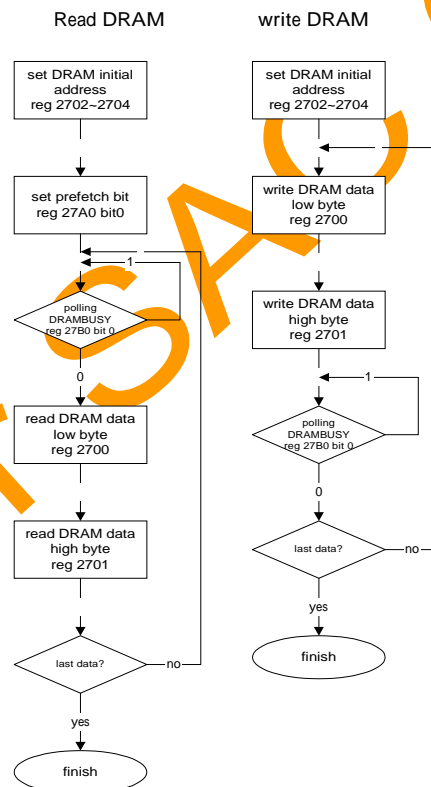 Read DRAM
set DRAM initial
address
reg 2702~2704
set prefetch bit
reg 27A0 bit0
1
polling
DRAMBUSY
reg 27B0 bit 0
0
read DRAM data
low byte
reg 2700
read DRAM data
high byte
reg 2701
last data?
no
yes
finish
write DRAM
set DRAM initial
address
reg 2702~2704
write DRAM data
low byte
reg 2700
write DRAM data
high byte
reg 2701
1
polling
DRAMBUSY
reg 27B0 bit 0
0
last data?
no
yes
finish